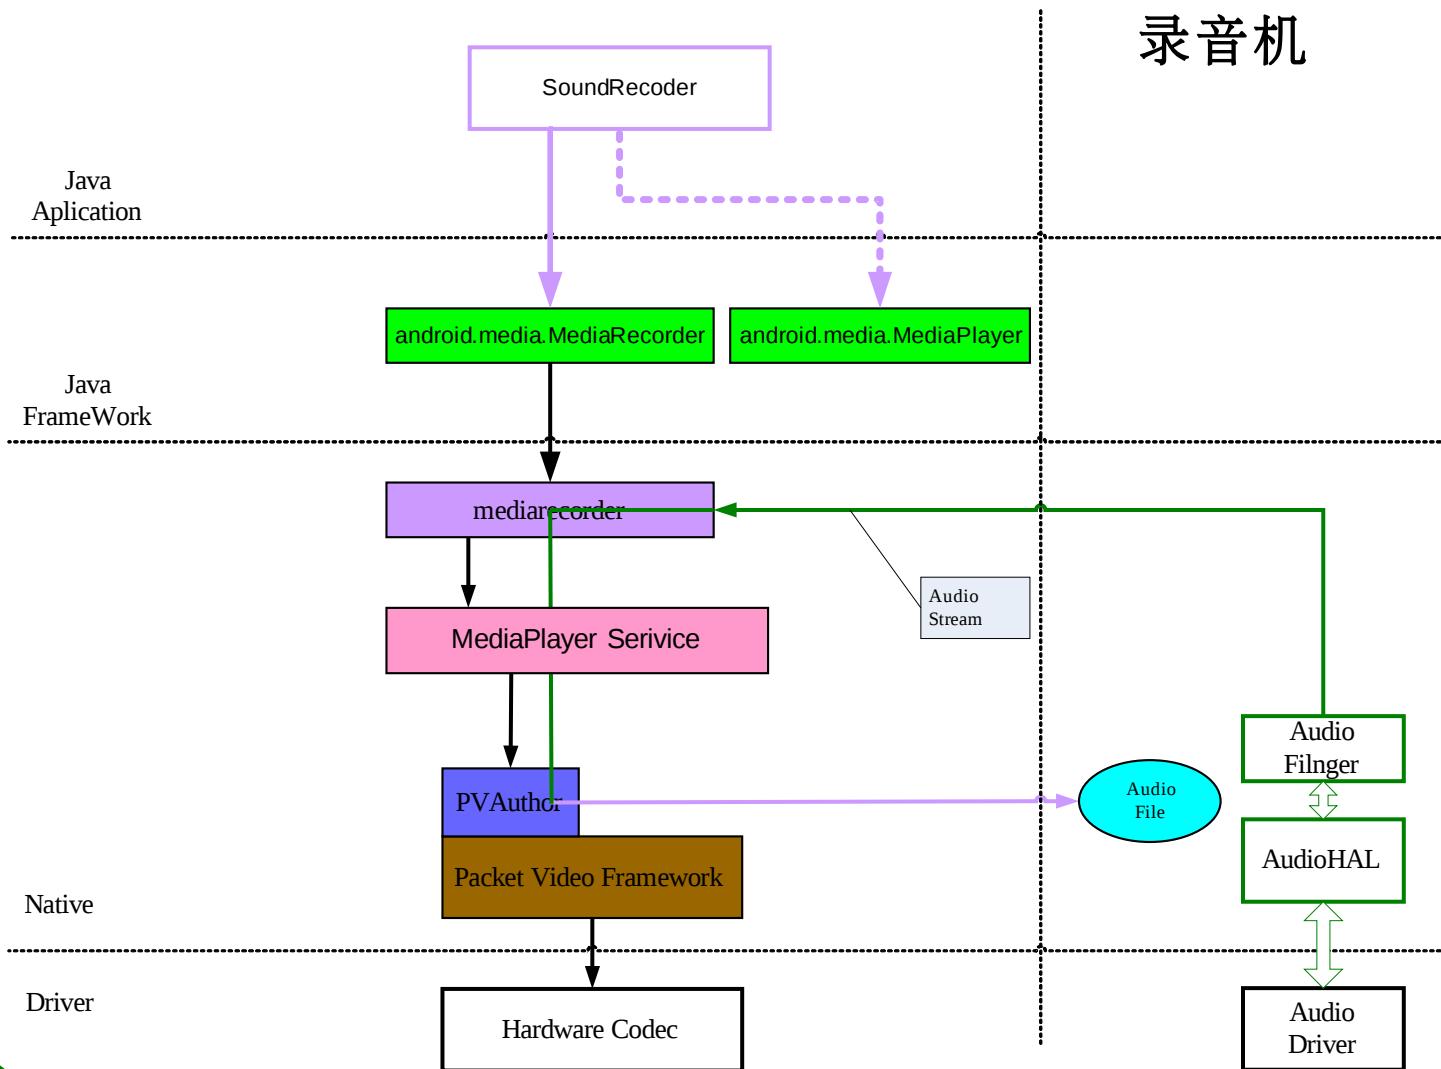 录音机
SoundRecoder
Java
Aplication
android.media.MediaRecorder
android.media.MediaPlayer
Java
FrameWork
mediarecorder
Audio
Stream
MediaPlayer Serivice
Audio
Filnger
PVAuthor
Audio
File
AudioHAL
Packet Video Framework
Native
Driver
Hardware Codec
Audio
Driver